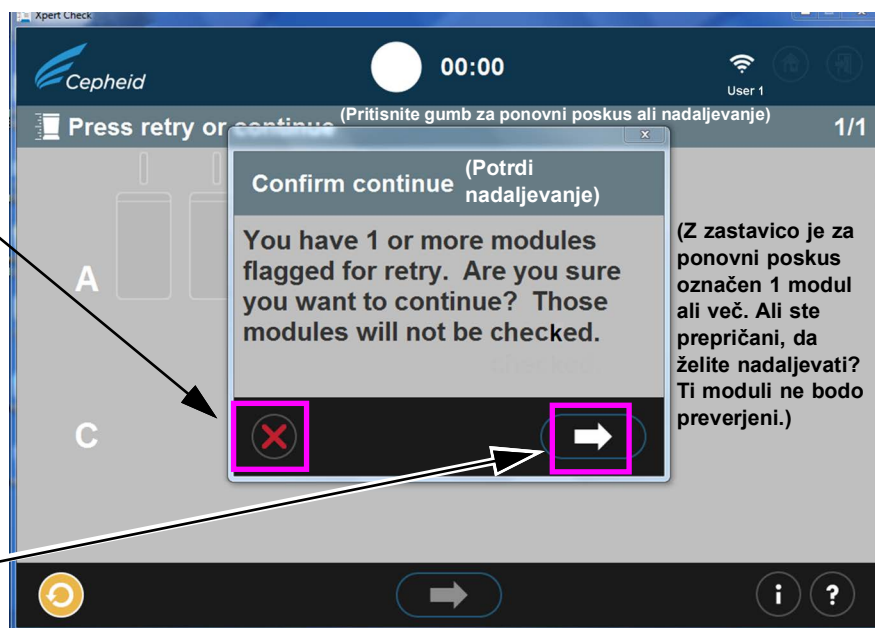 Xpert Check
Cepheid
00:00
User 1
Press retry or continue (Pritisnite gumb za ponovni poskus ali nadaljevanje) 1/1
Confirm continue (Potrdi
nadaljevanje)
You have 1 or more modules
flagged for retry. Are you sure
you want to continue? Those
modules will not be checked.
(Z zastavico je za
ponovni poskus
označen 1 modul
ali več. Ali ste
prepričani, da
želite nadaljevati?
Ti moduli ne bodo
preverjeni.)
A
C
i ?